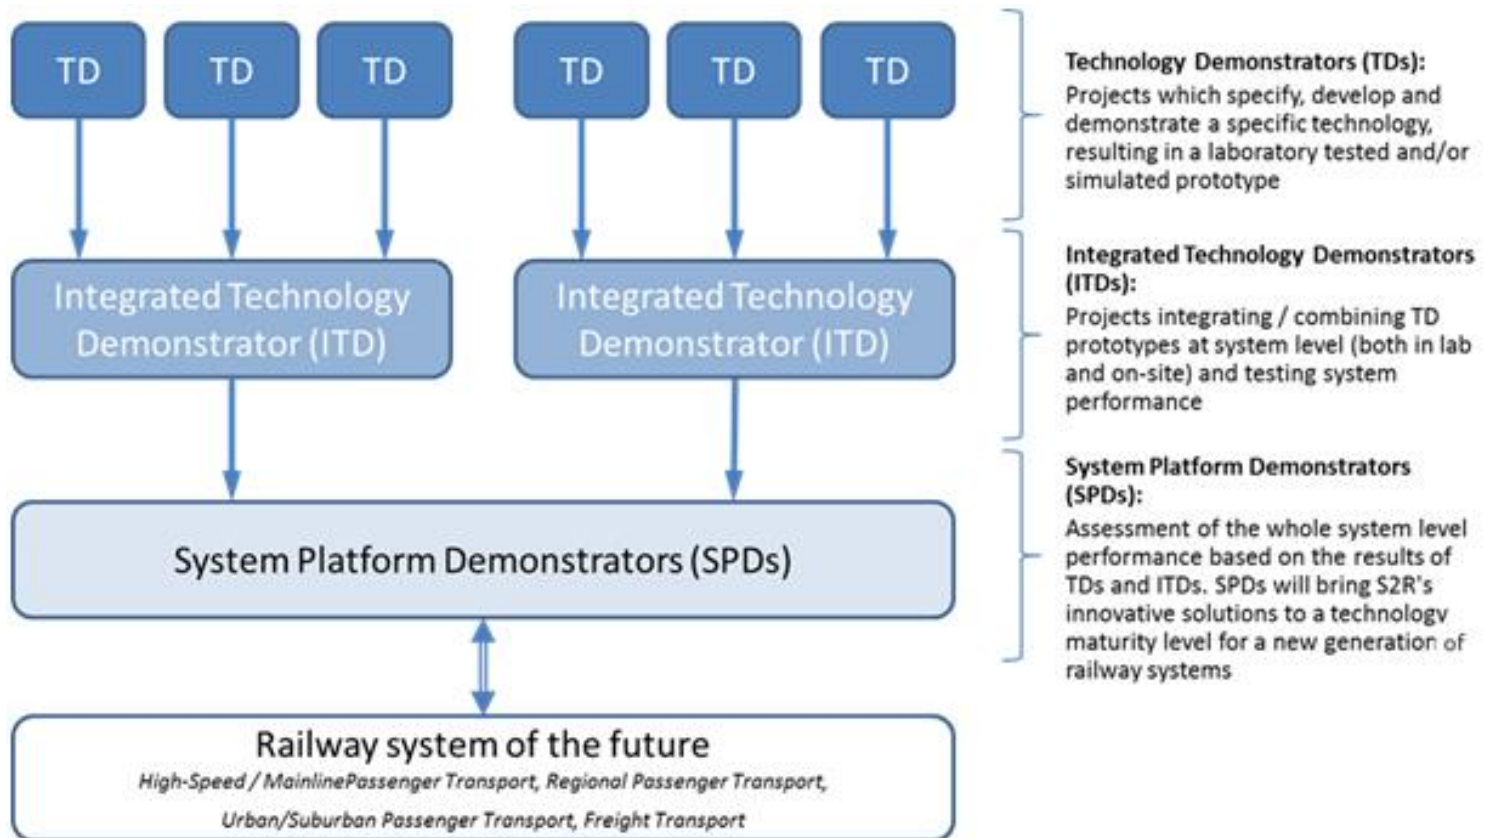 TD
TD
TD
TD
TD
TD
Technology Demonstrators (TDs):
Projects which specify, develop and
demonstrate a specific technology,
resulting in a laboratory tested and/or
simulated prototype
Integrated Technology
Demonstrator (ITD)
Integrated Technology
Demonstrator (ITD)
Integrated Technology Demonstrators
(ITDs):
Projects integrating / combining TD
prototypes at system level (both in lab
and on-site) and testing system
performance
System Platform Demonstrators (SPDs)
System Platform Demonstrators
(SPDs):
Assessment of the whole system level
performance based on the results of
TDs and ITDs. SPDs will bring S2R's
innovative solutions to a technology
maturity level for a new generation of
railway systems
Railway system of the future
High-Speed / MainlinePassenger Transport, Regional Passenger Transport,
Urban/Suburban Passenger Transport, Freight Transport